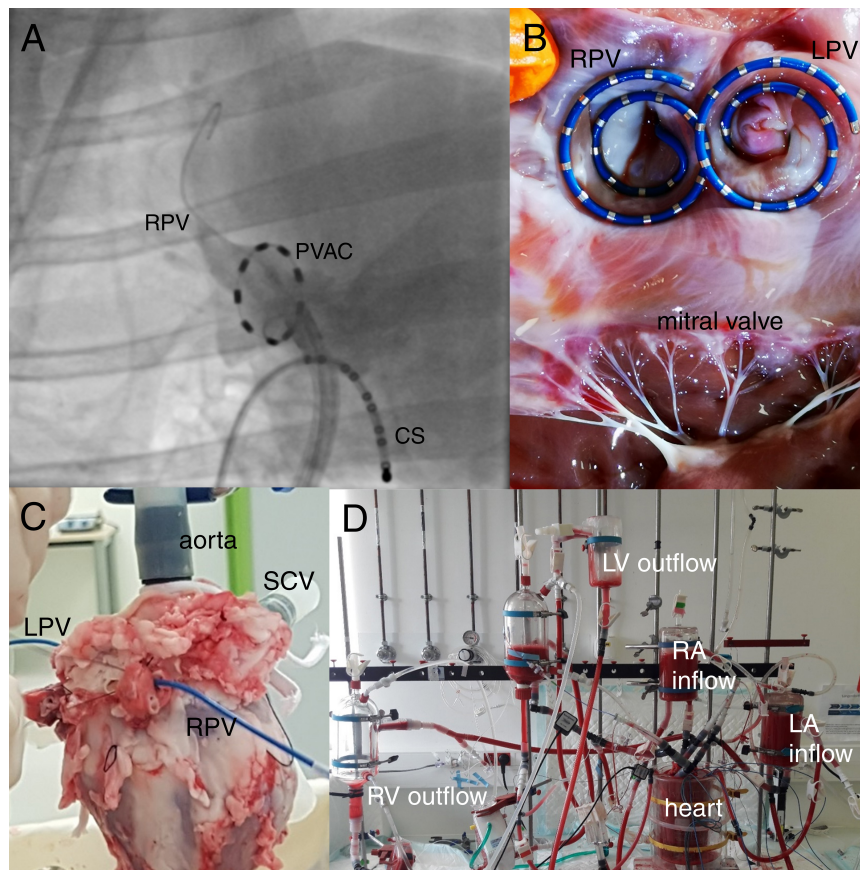 A
RPV
PVAC
CS
B
RPV
LPV
mitral valve
C
aorta
SCV
LPV
RPV
D
LV outflow
RA
inflow
LA
inflow
RV outflow
heart